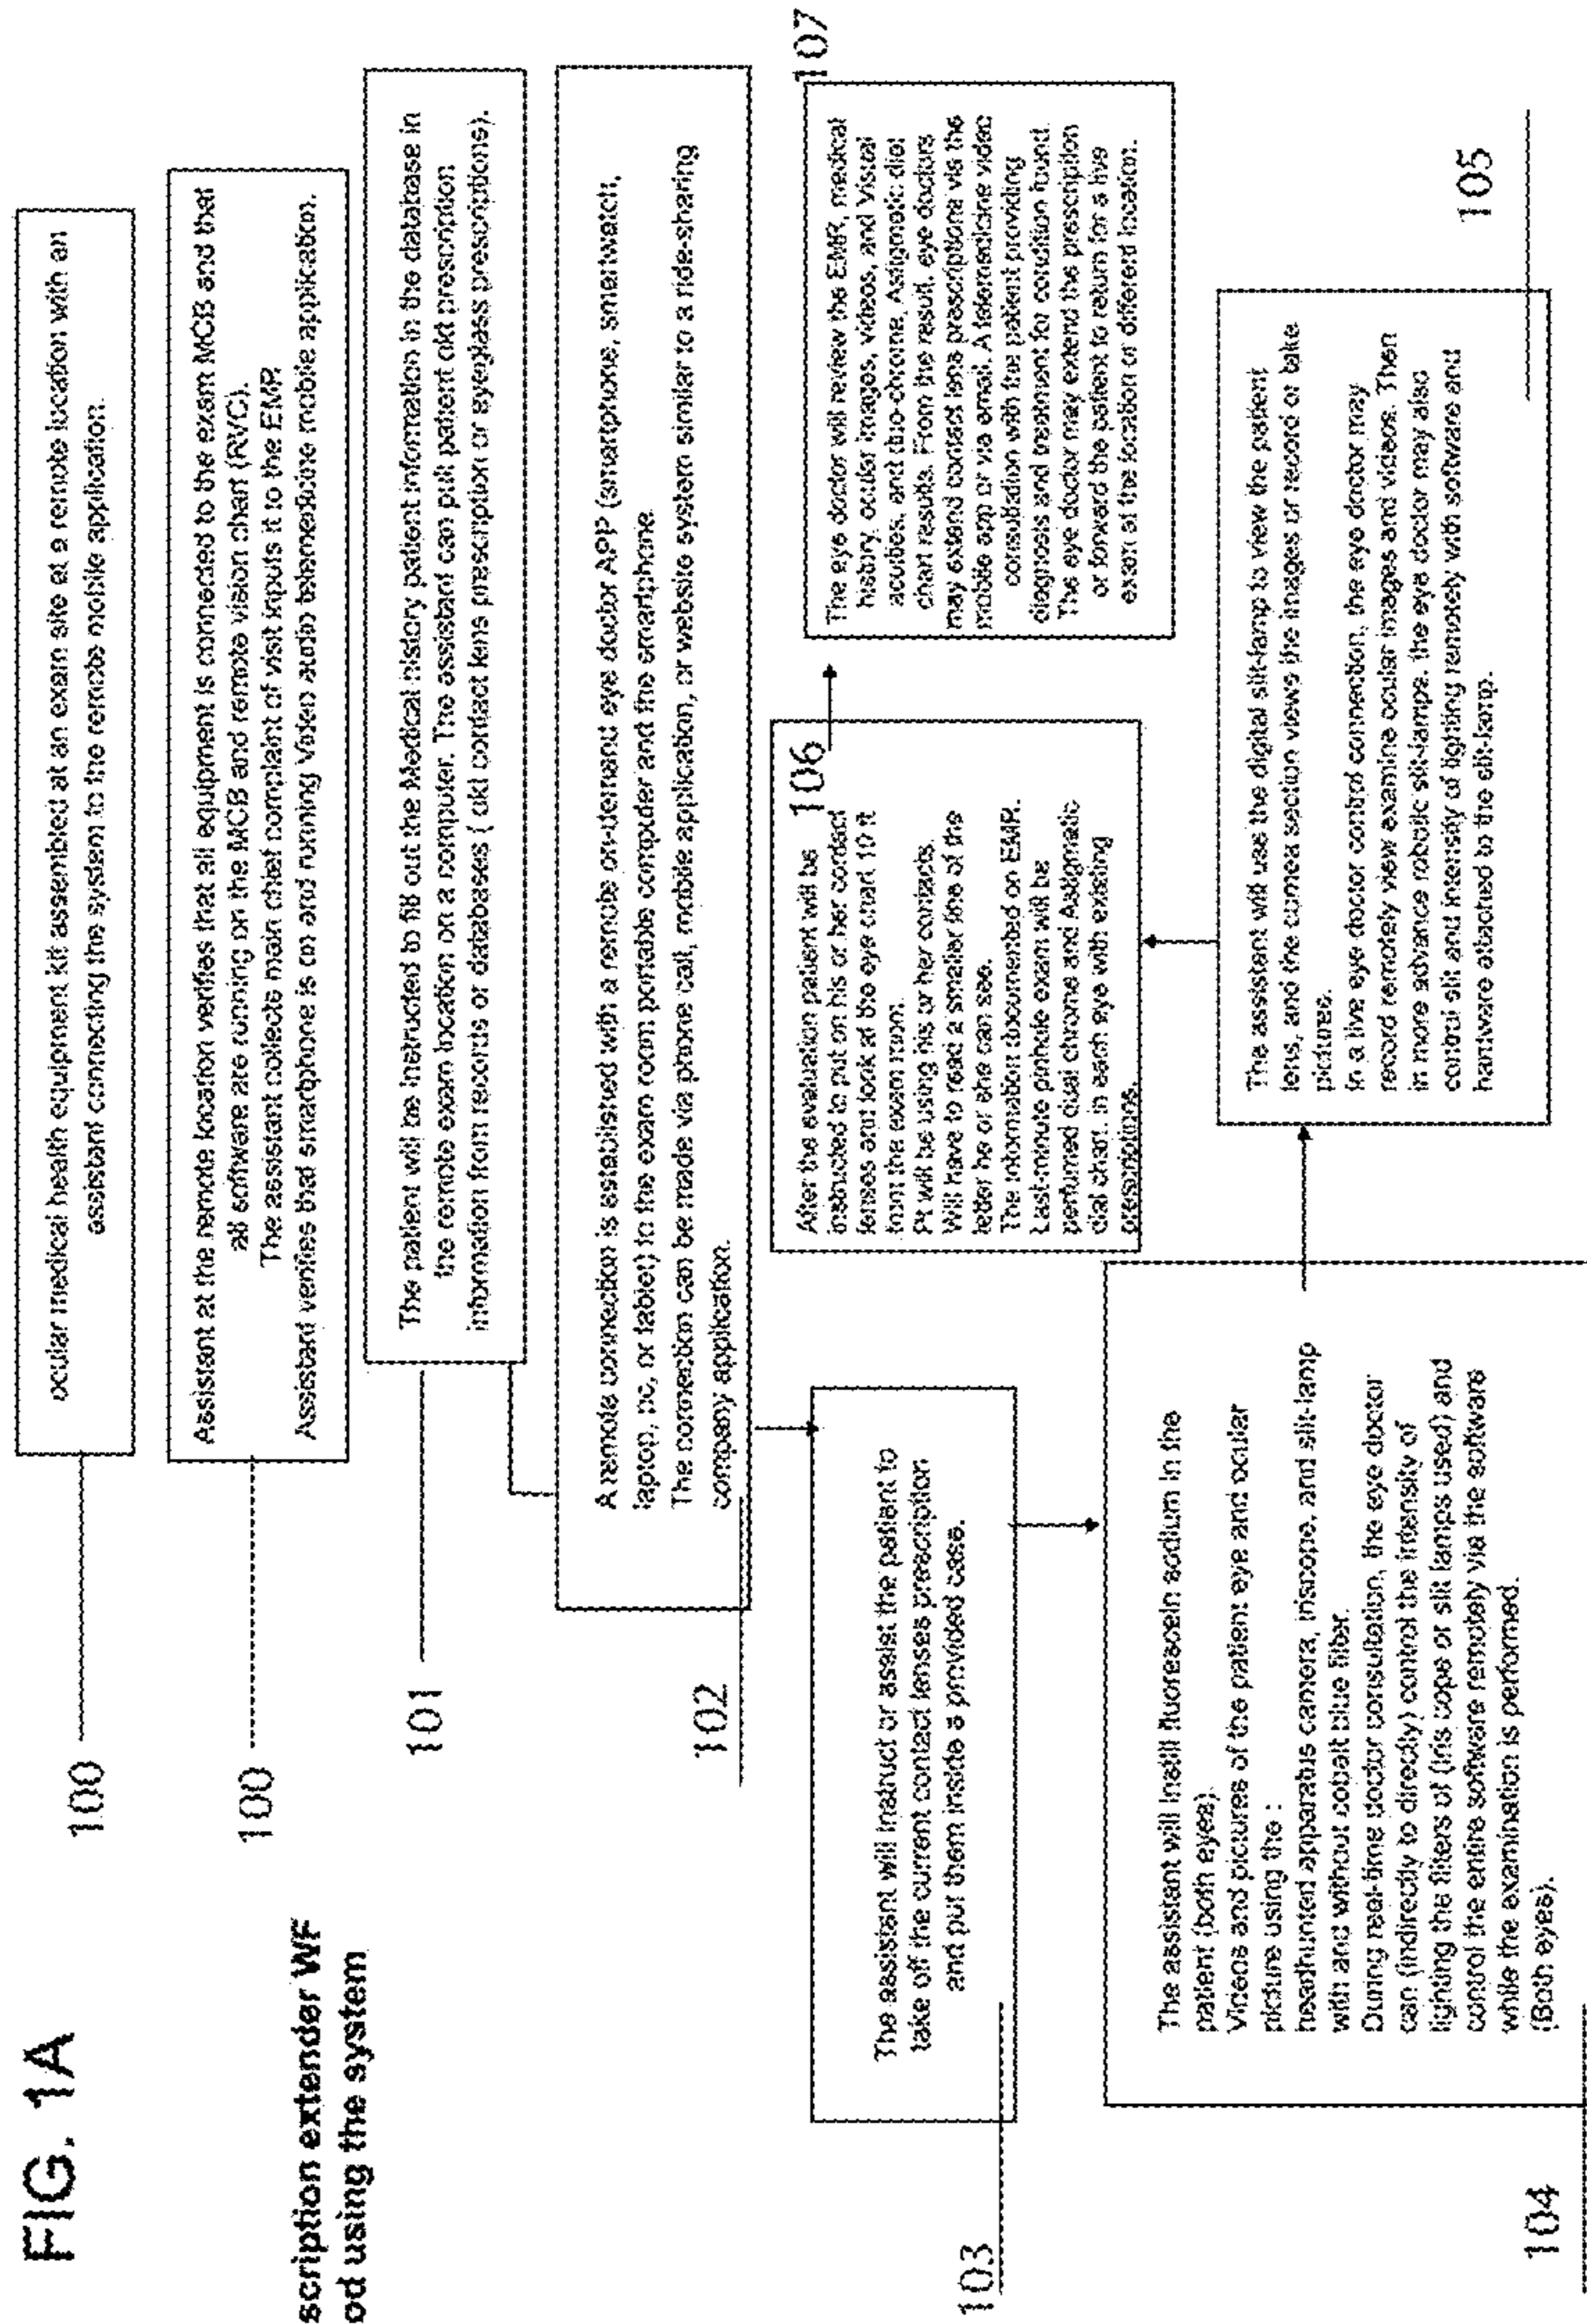 FIG. 1A
scription extender WF
od using the system
100
ocular medical health equipment kit assembled at an exam site at a remote location with an
assistant connecting the system to the remote mobile application.
100
Assistant at the remote location verifies that all equipment is connected to the exam MCB and that
all software are running on the MCB and remote vision chart (RVC).
The assistant collects main chief complaint of visit inputs it to the EMR
Assistant verifies that smartphone is on and running Video audio telemedicine mobile application.
101
The patient will be instructed to fill out the Medical history patient information in the database in
the remote exam location on a computer. The assistant can pull patient old prescription
information from records or databases ( old contact lens prescription or eyeglass prescriptions).
102
A remote connection is established with a remote on-demand eye doctor APP (smartphone, smartwatch,
laptop, pc, or tablet) to the exam room portable computer and the smartphone.
The connection can be made via phone call, mobile application, or website system similar to a ride-sharing
company application.
103
The assistant will instruct or assist the patient to
take off the current contact lenses prescription
and put them inside a provided case.
104
The assistant will instill fluorescein sodium in the
patient (both eyes).
Videos and pictures of the patient eye and ocular
picture using the :
headhunted apparatus camera, iriscope, and slit-lamp
with and without cobalt blue filter.
During real-time doctor consultation, the eye doctor
can (indirectly to directly) control the intensity of
lighting the filters of (iris cope or slit lamps used) and
control the entire software remotely via the software
while the examination is performed.
(Both eyes).
105
The assistant will use the digital slit-lamp to view the patient
lens, and the cornea section views the images or record or take
pictures.
In a live eye doctor control connection, the eye doctor may
record remotely view examine ocular images and videos. Then
in more advance robotic slit-lamps, the eye doctor may also
control slit and intensity of lighting remotely with software and
hardware attached to the slit-lamp.
106
After the evaluation patient will be
instructed to put on his or her contact
lenses and look at the eye chart 10 ft
from the exam room.
Pt will be using his or her contacts.
Will have to read a smaller line of the
letter he or she can see.
The information documented on EMR.
Last-minute pinhole exam will be
perfumed dual chrome and Astigmatic
dial chart. in each eye with existing
prescriptions.
107
The eye doctor will review the EMR, medical
history, ocular images, videos, and Visual
acuities, and duo-chrome, Astigmatic dial
chart results. From the result, eye doctors
may extend contact lens prescriptions via the
mobile app or via email. A telemedicine video
consultation with the patient providing
diagnosis and treatment for condition found.
The eye doctor may extend the prescription
or forward the patient to return for a live
exam at the location or different location.